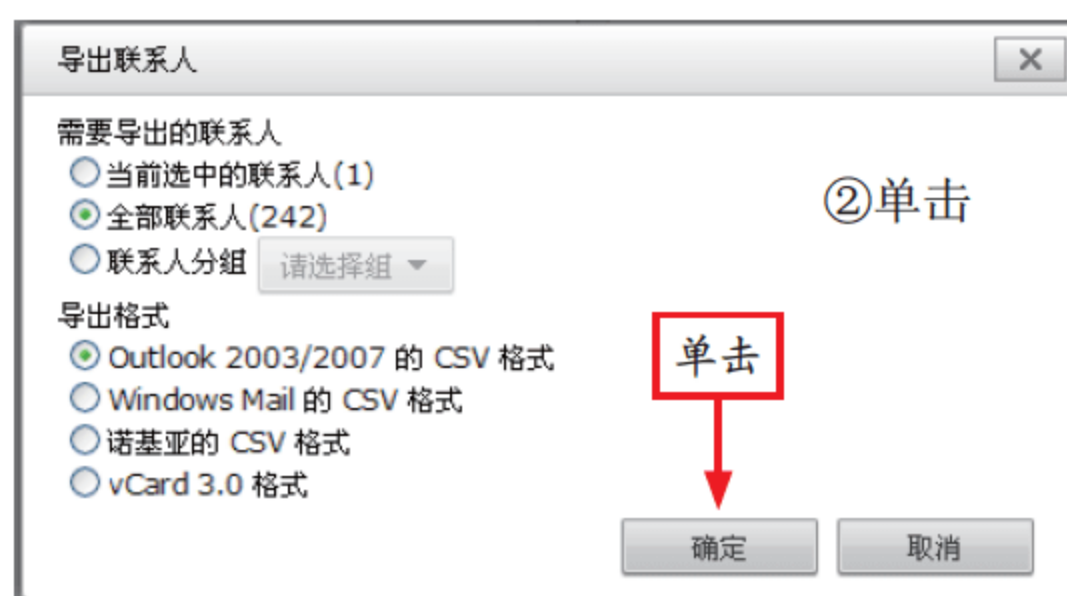 导出联系人
需要导出的联系人
当前选中的联系人(1)
全部联系人(242)
②单击
联系人分组 请选择组
导出格式
Outlook 2003/2007 的 CSV 格式
单击
Windows Mail 的 CSV 格式
诺基亚的 CSV 格式
vCard 3.0 格式
确定 取消